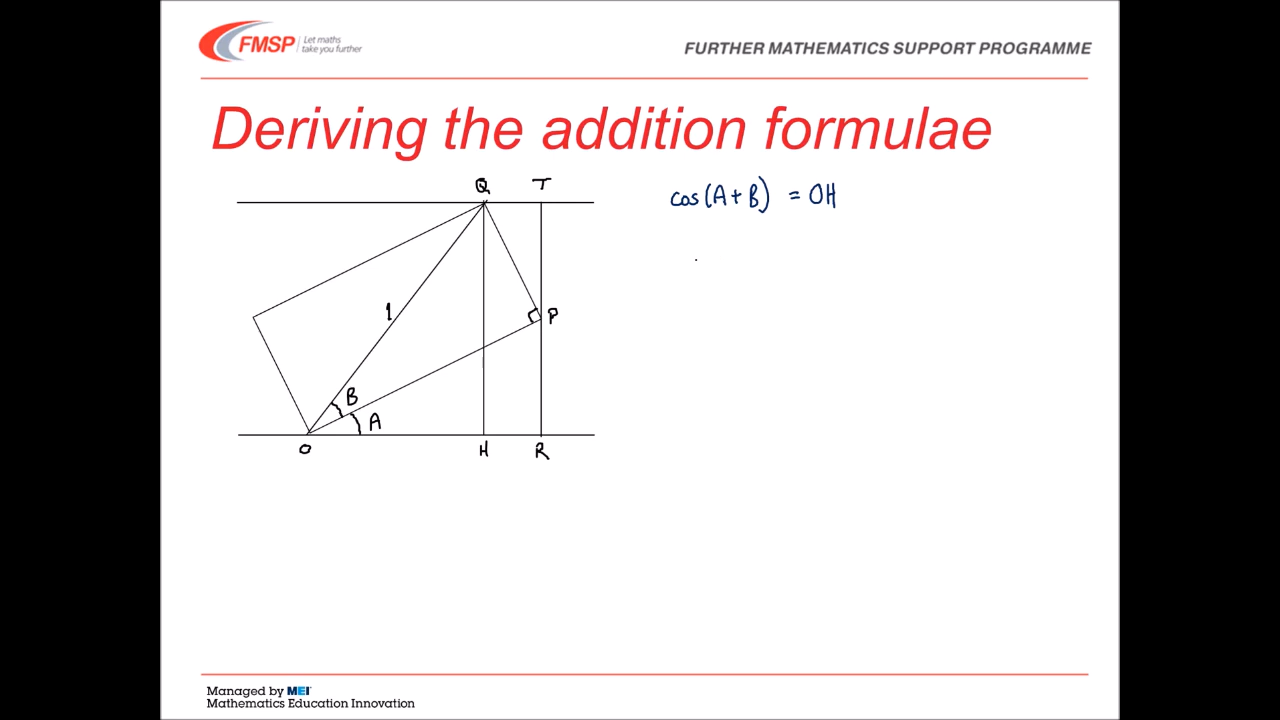 FMSP Let maths take you further
FURTHER MATHEMATICS SUPPORT PROGRAMME
Deriving the addition formulae
Q T
cos(A+B) = OH
1
P
B
A
O H R
Managed by MEI
Mathematics Education Innovation